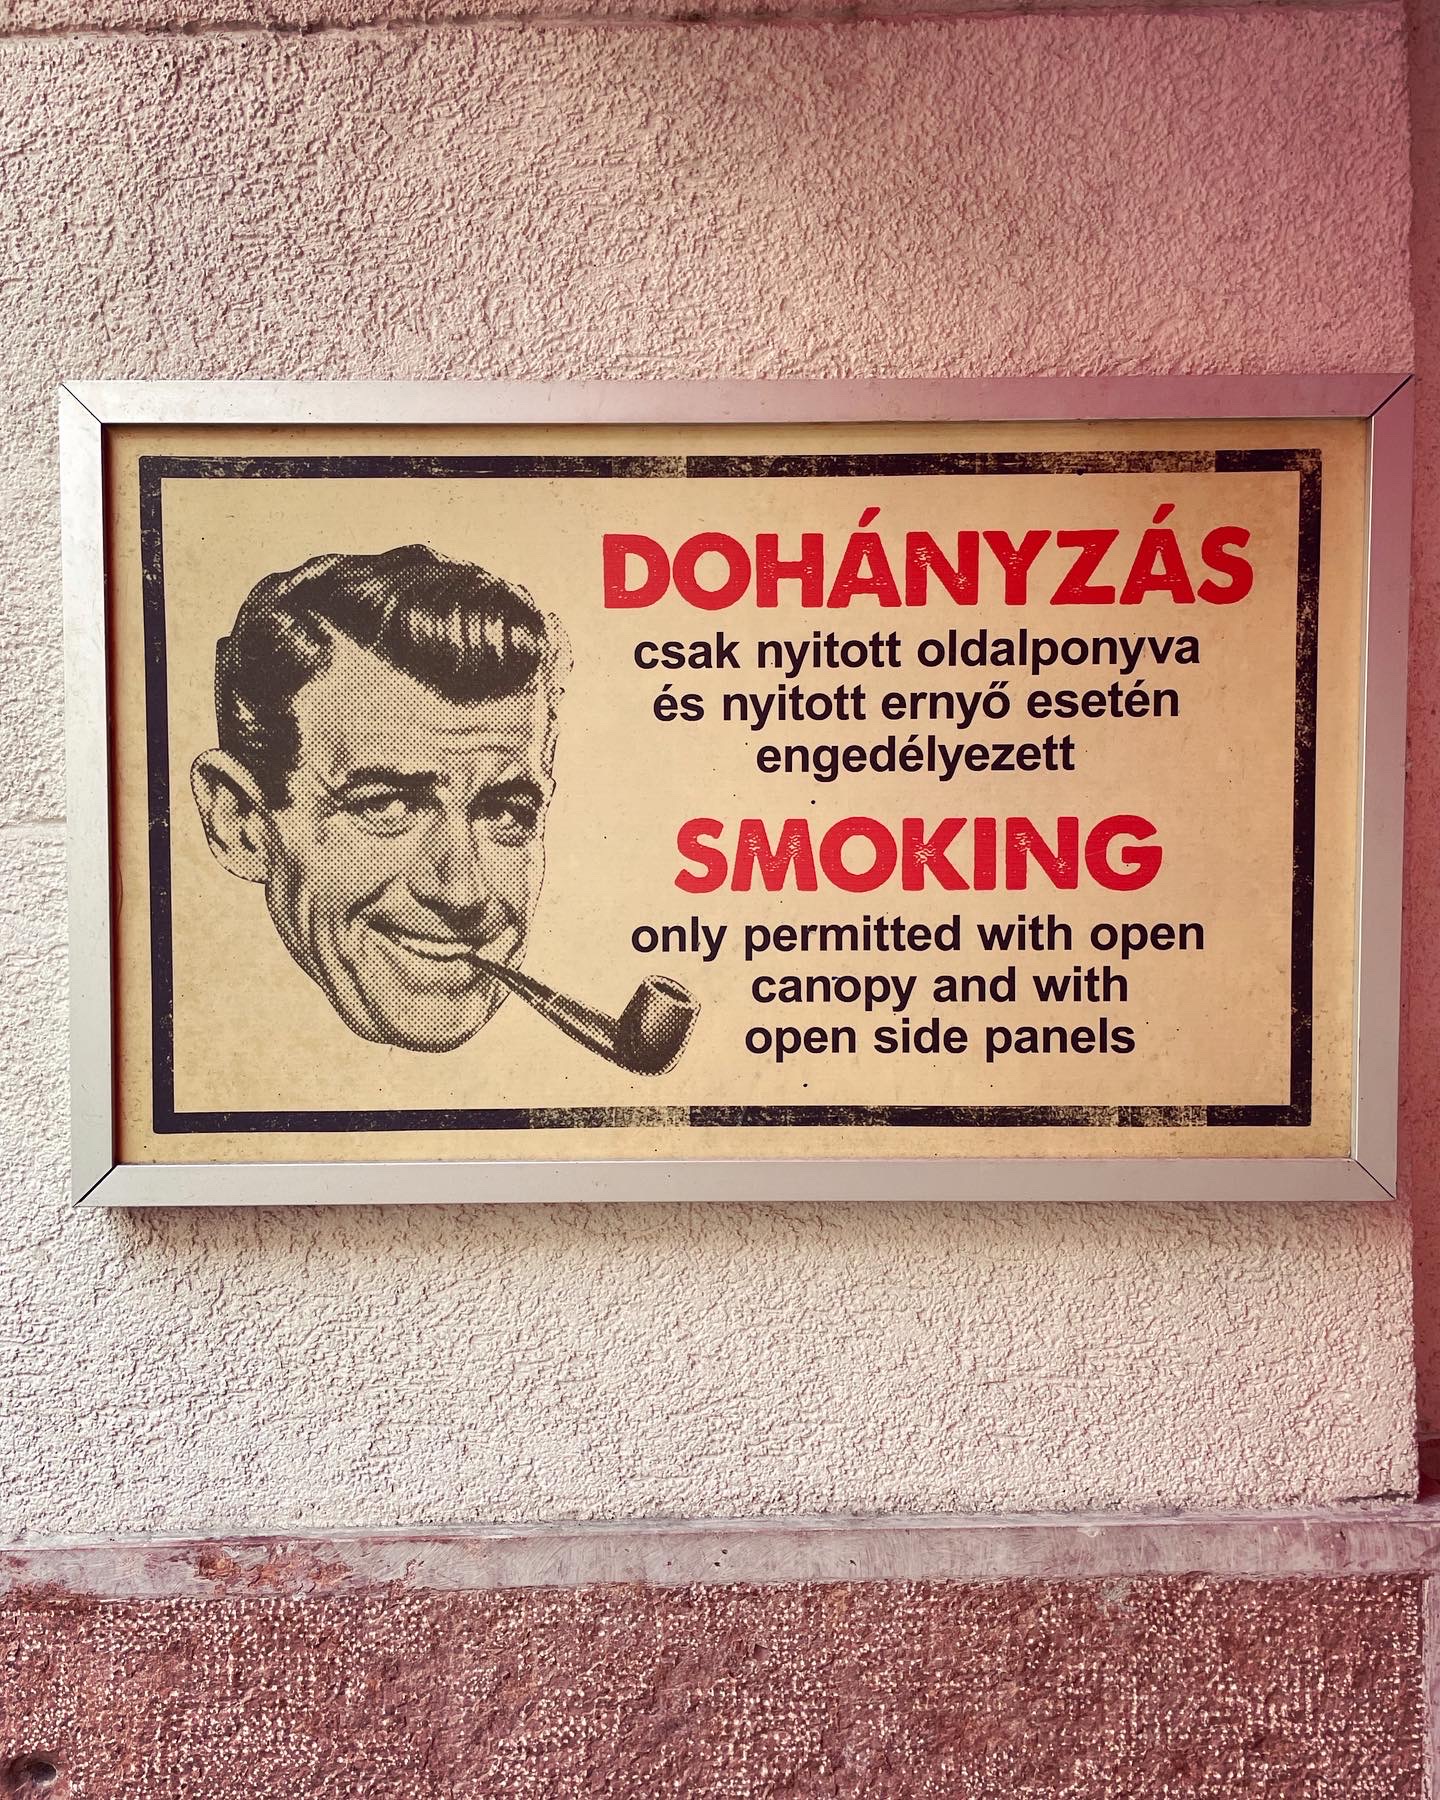 DOHÁNYZÁS
csak nyitott oldalponyva
és nyitott ernyő esetén
engedélyezett
SMOKING
only permitted with open
canopy and with
open side panels